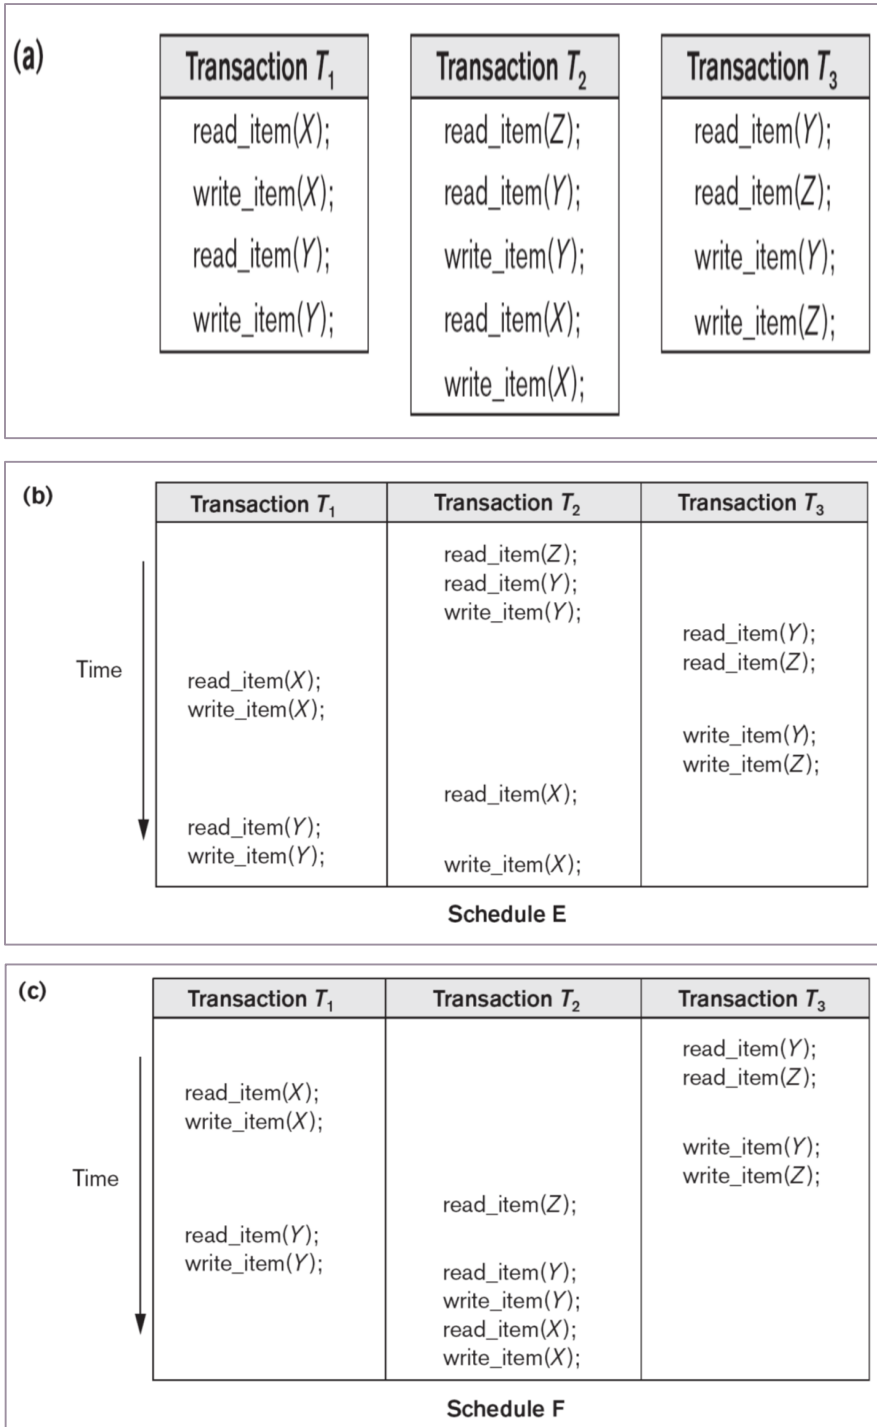 (a)
Transaction T1 Transaction T2 Transaction T3
read_item(X); read_item(Z); read_item(Y);
write_item(X); read_item(Y); read_item(Z);
read_item(Y); write_item(Y); write_item(Y);
write_item(Y); read_item(X); write_item(Z);
write_item(X);
(b)
Transaction T1 Transaction T2 Transaction T3
read_item(Z);
read_item(Y);
write_item(Y);
read_item(Y);
read_item(Z);
Time
read_item(X);
write_item(X);
write_item(Y);
write_item(Z);
read_item(X);
read_item(Y);
write_item(Y);
write_item(X);
Schedule E
(c)
Transaction T1 Transaction T2 Transaction T3
read_item(Y);
read_item(Z);
read_item(X);
write_item(X);
write_item(Y);
Time
write_item(Z);
read_item(Z);
read_item(Y);
write_item(Y);
read_item(Y);
write_item(Y);
read_item(X);
write_item(X);
Schedule F